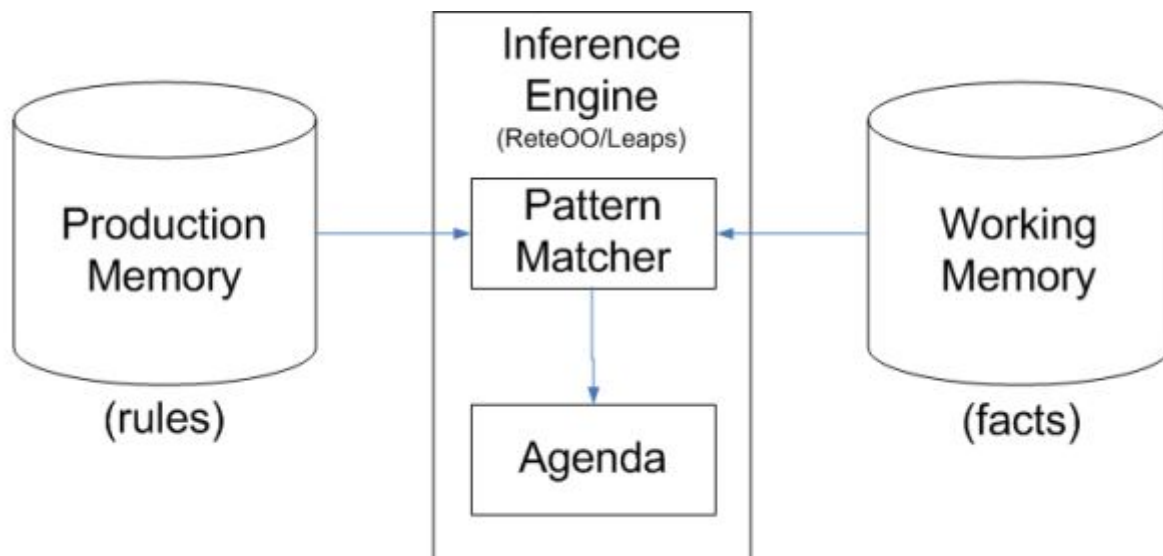 Inference
Engine
(ReteOO/Leaps)
Production
Memory
(rules)
Pattern
Matcher
Agenda
Working
Memory
(facts)